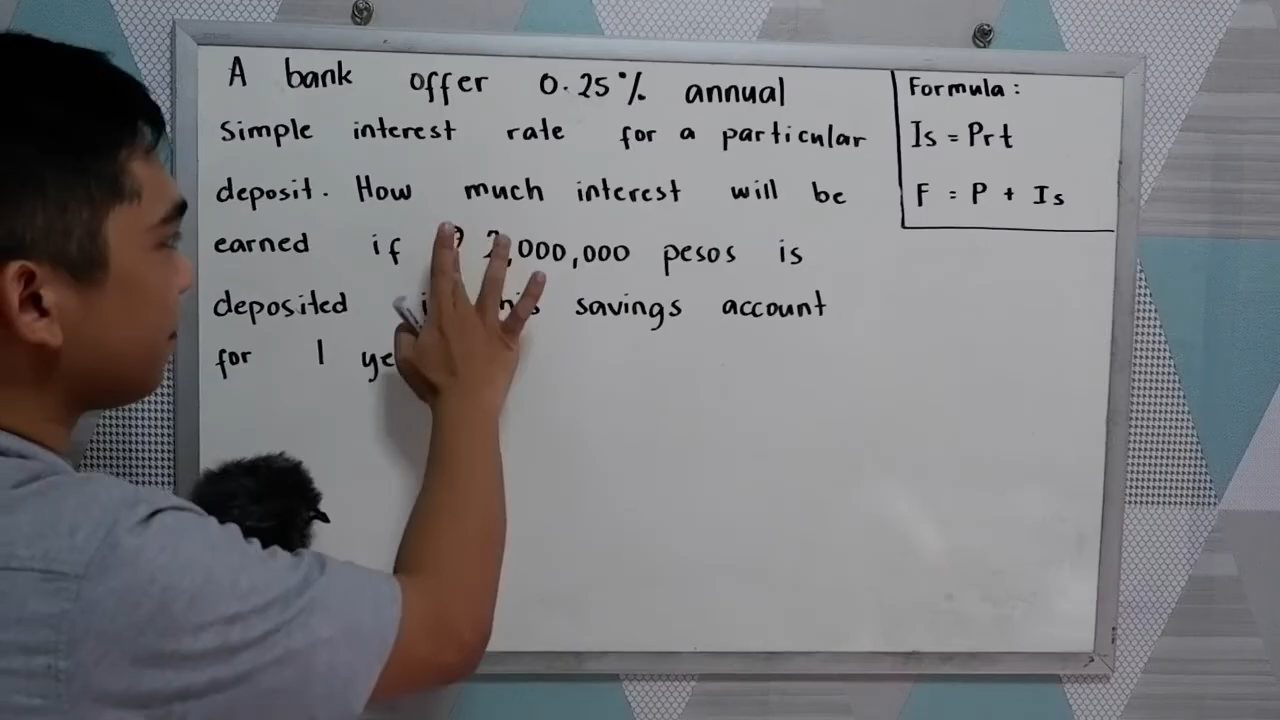 A bank offer 0.25% annual
Simple interest rate for a particular
deposit. How much interest will be
earned if 2,000,000 pesos is
deposited savings account
for 1
Formula:
Is = Prt
F = P + Is